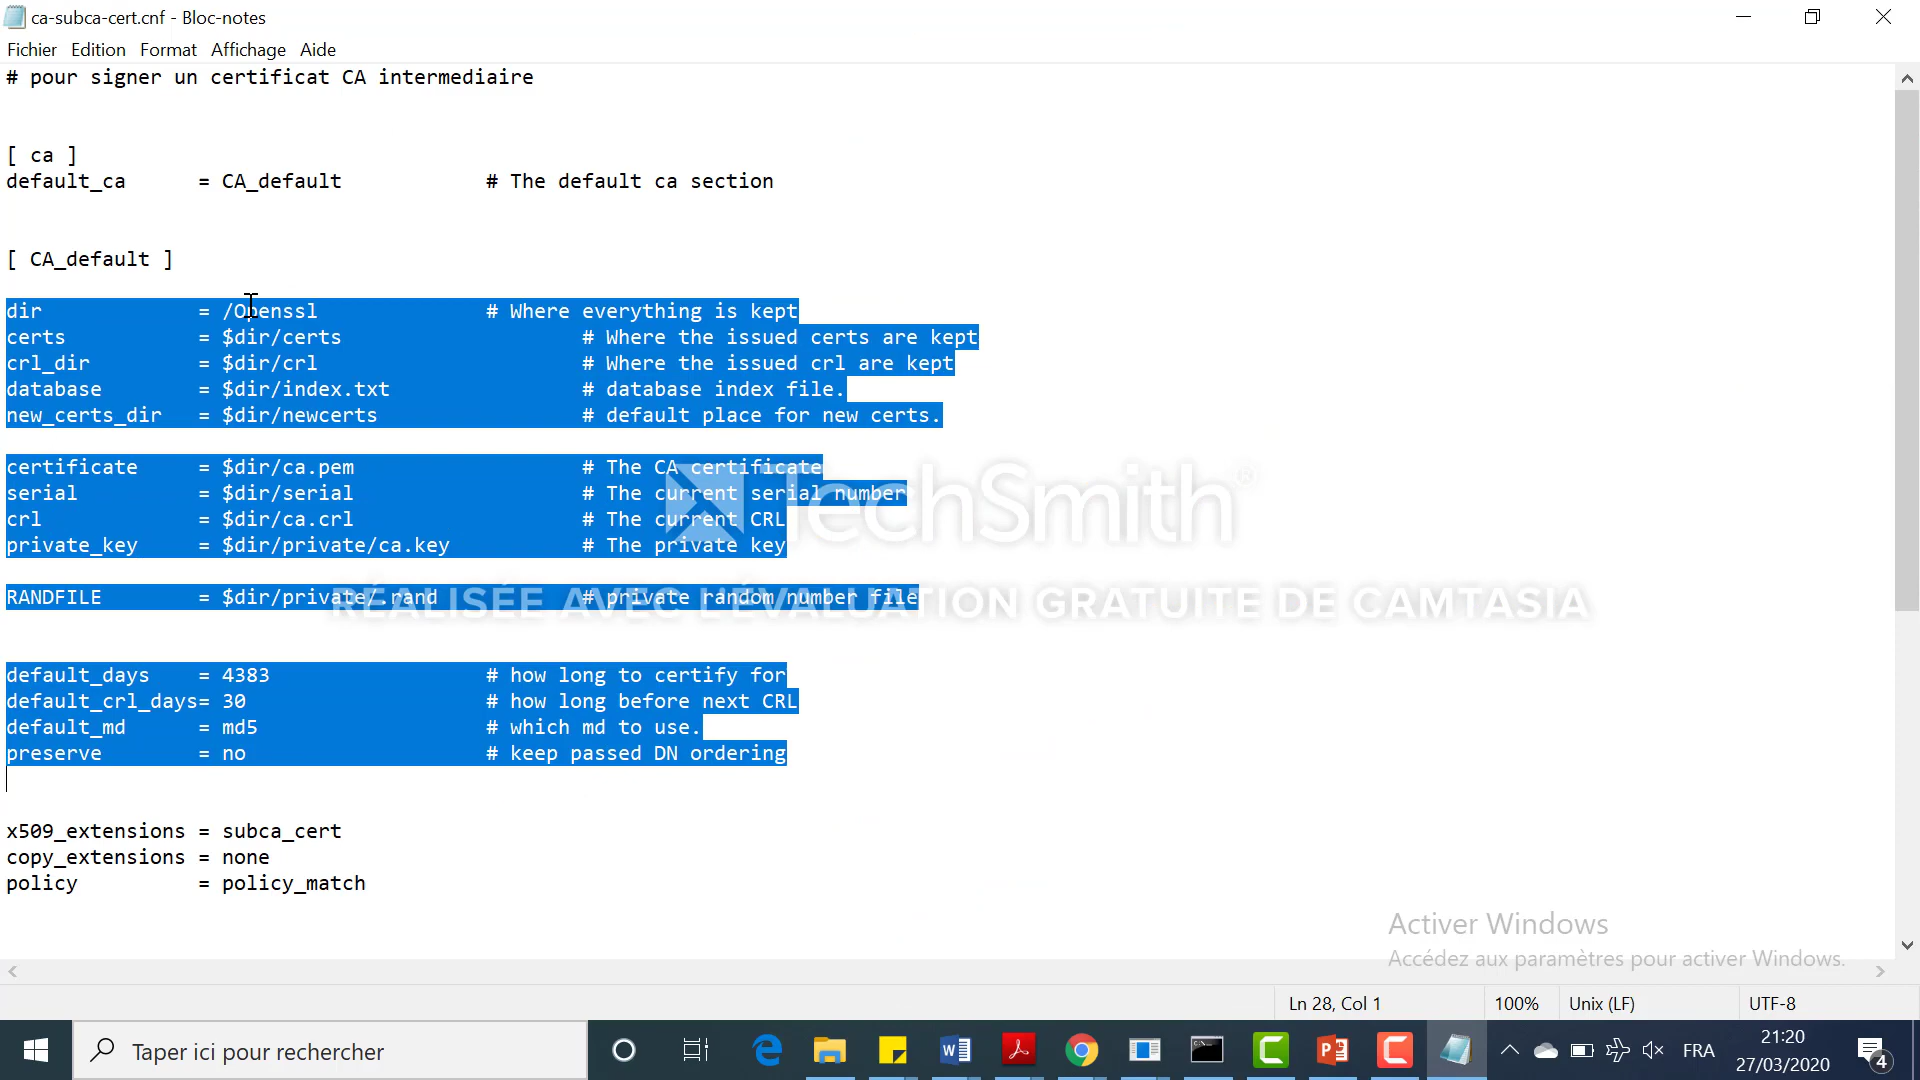 ca-subca-cert.cnf - Bloc-notes
Fichier Edition Format Affichage Aide
# pour signer un certificat CA intermediaire
[ ca ]
default_ca = CA_default # The default ca section
[ CA_default ]
dir = /Openssl # Where everything is kept
certs = $dir/certs # Where the issued certs are kept
crl_dir = $dir/crl # Where the issued crl are kept
database = $dir/index.txt # database index file.
new_certs_dir = $dir/newcerts # default place for new certs.
certificate = $dir/ca.pem # The CA certificate
serial = $dir/serial # The current serial number
crl = $dir/ca.crl # The current CRL
private_key = $dir/private/ca.key # The private key
TechSmith®
RANDFILE = $dir/private/.rand # private random number file
RÉALISÉE AVEC L'ÉVALUATION GRATUITE DE CAMTASIA
default_days = 4383 # how long to certify for
default_crl_days= 30 # how long before next CRL
default_md = md5 # which md to use.
preserve = no # keep passed DN ordering
x509_extensions = subca_cert
copy_extensions = none
policy = policy_match
Activer Windows
Accédez aux paramètres pour activer Windows.
Ln 28, Col 1 100% Unix (LF) UTF-8
Taper ici pour rechercher
FRA
21:20
27/03/2020
4